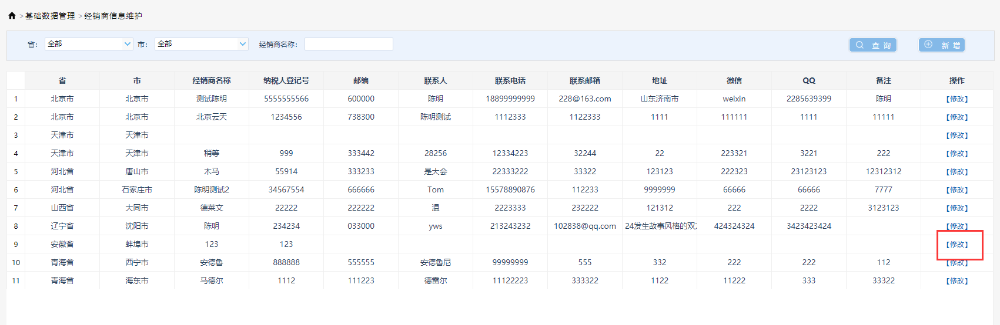 >基础数据管理 >经销商信息维护
省: 全部 市: 全部 经销商名称: 查 询 新 增
省 市 经销商名称 纳税人登记号 邮编 联系人 联系电话 联系邮箱 地址 微信 QQ 备注 操作
1 北京市 北京市 测试陈明 5555555566 600000 陈明 18899999999 228@163.com 山东济南市 weixin 2285639399 陈明 【修改】
2 北京市 北京市 北京云天 1234556 738300 陈明测试 1112333 1122333 1111 111111 1111 11111 【修改】
3 天津市 天津市 【修改】
4 天津市 天津市 稍等 999 333442 28256 12334223 32244 22 223321 3221 222 【修改】
5 河北省 唐山市 木马 55914 333233 是大会 22333222 33322 123123 222323 23123123 12312312 【修改】
6 河北省 石家庄市 陈明测试2 34567554 666666 Tom 15578890876 112233 9999999 66666 66666 7777 【修改】
7 山西省 大同市 德莱文 22222 222222 温 2223333 232222 121312 222 2222 3123123 【修改】
8 辽宁省 沈阳市 陈明 234234 033000 yws 213243232 102838@qq.com 24发生故事风格的双 424324324 3423423424 【修改】
9 安徽省 蚌埠市 123 123 【修改】
10 青海省 西宁市 安德鲁 888888 555555 安德鲁尼 99999999 555 332 222 222 112 【修改】
11 青海省 海东市 马德尔 1112 111223 德雷尔 11122223 333322 1122 11222 333 33322 【修改】